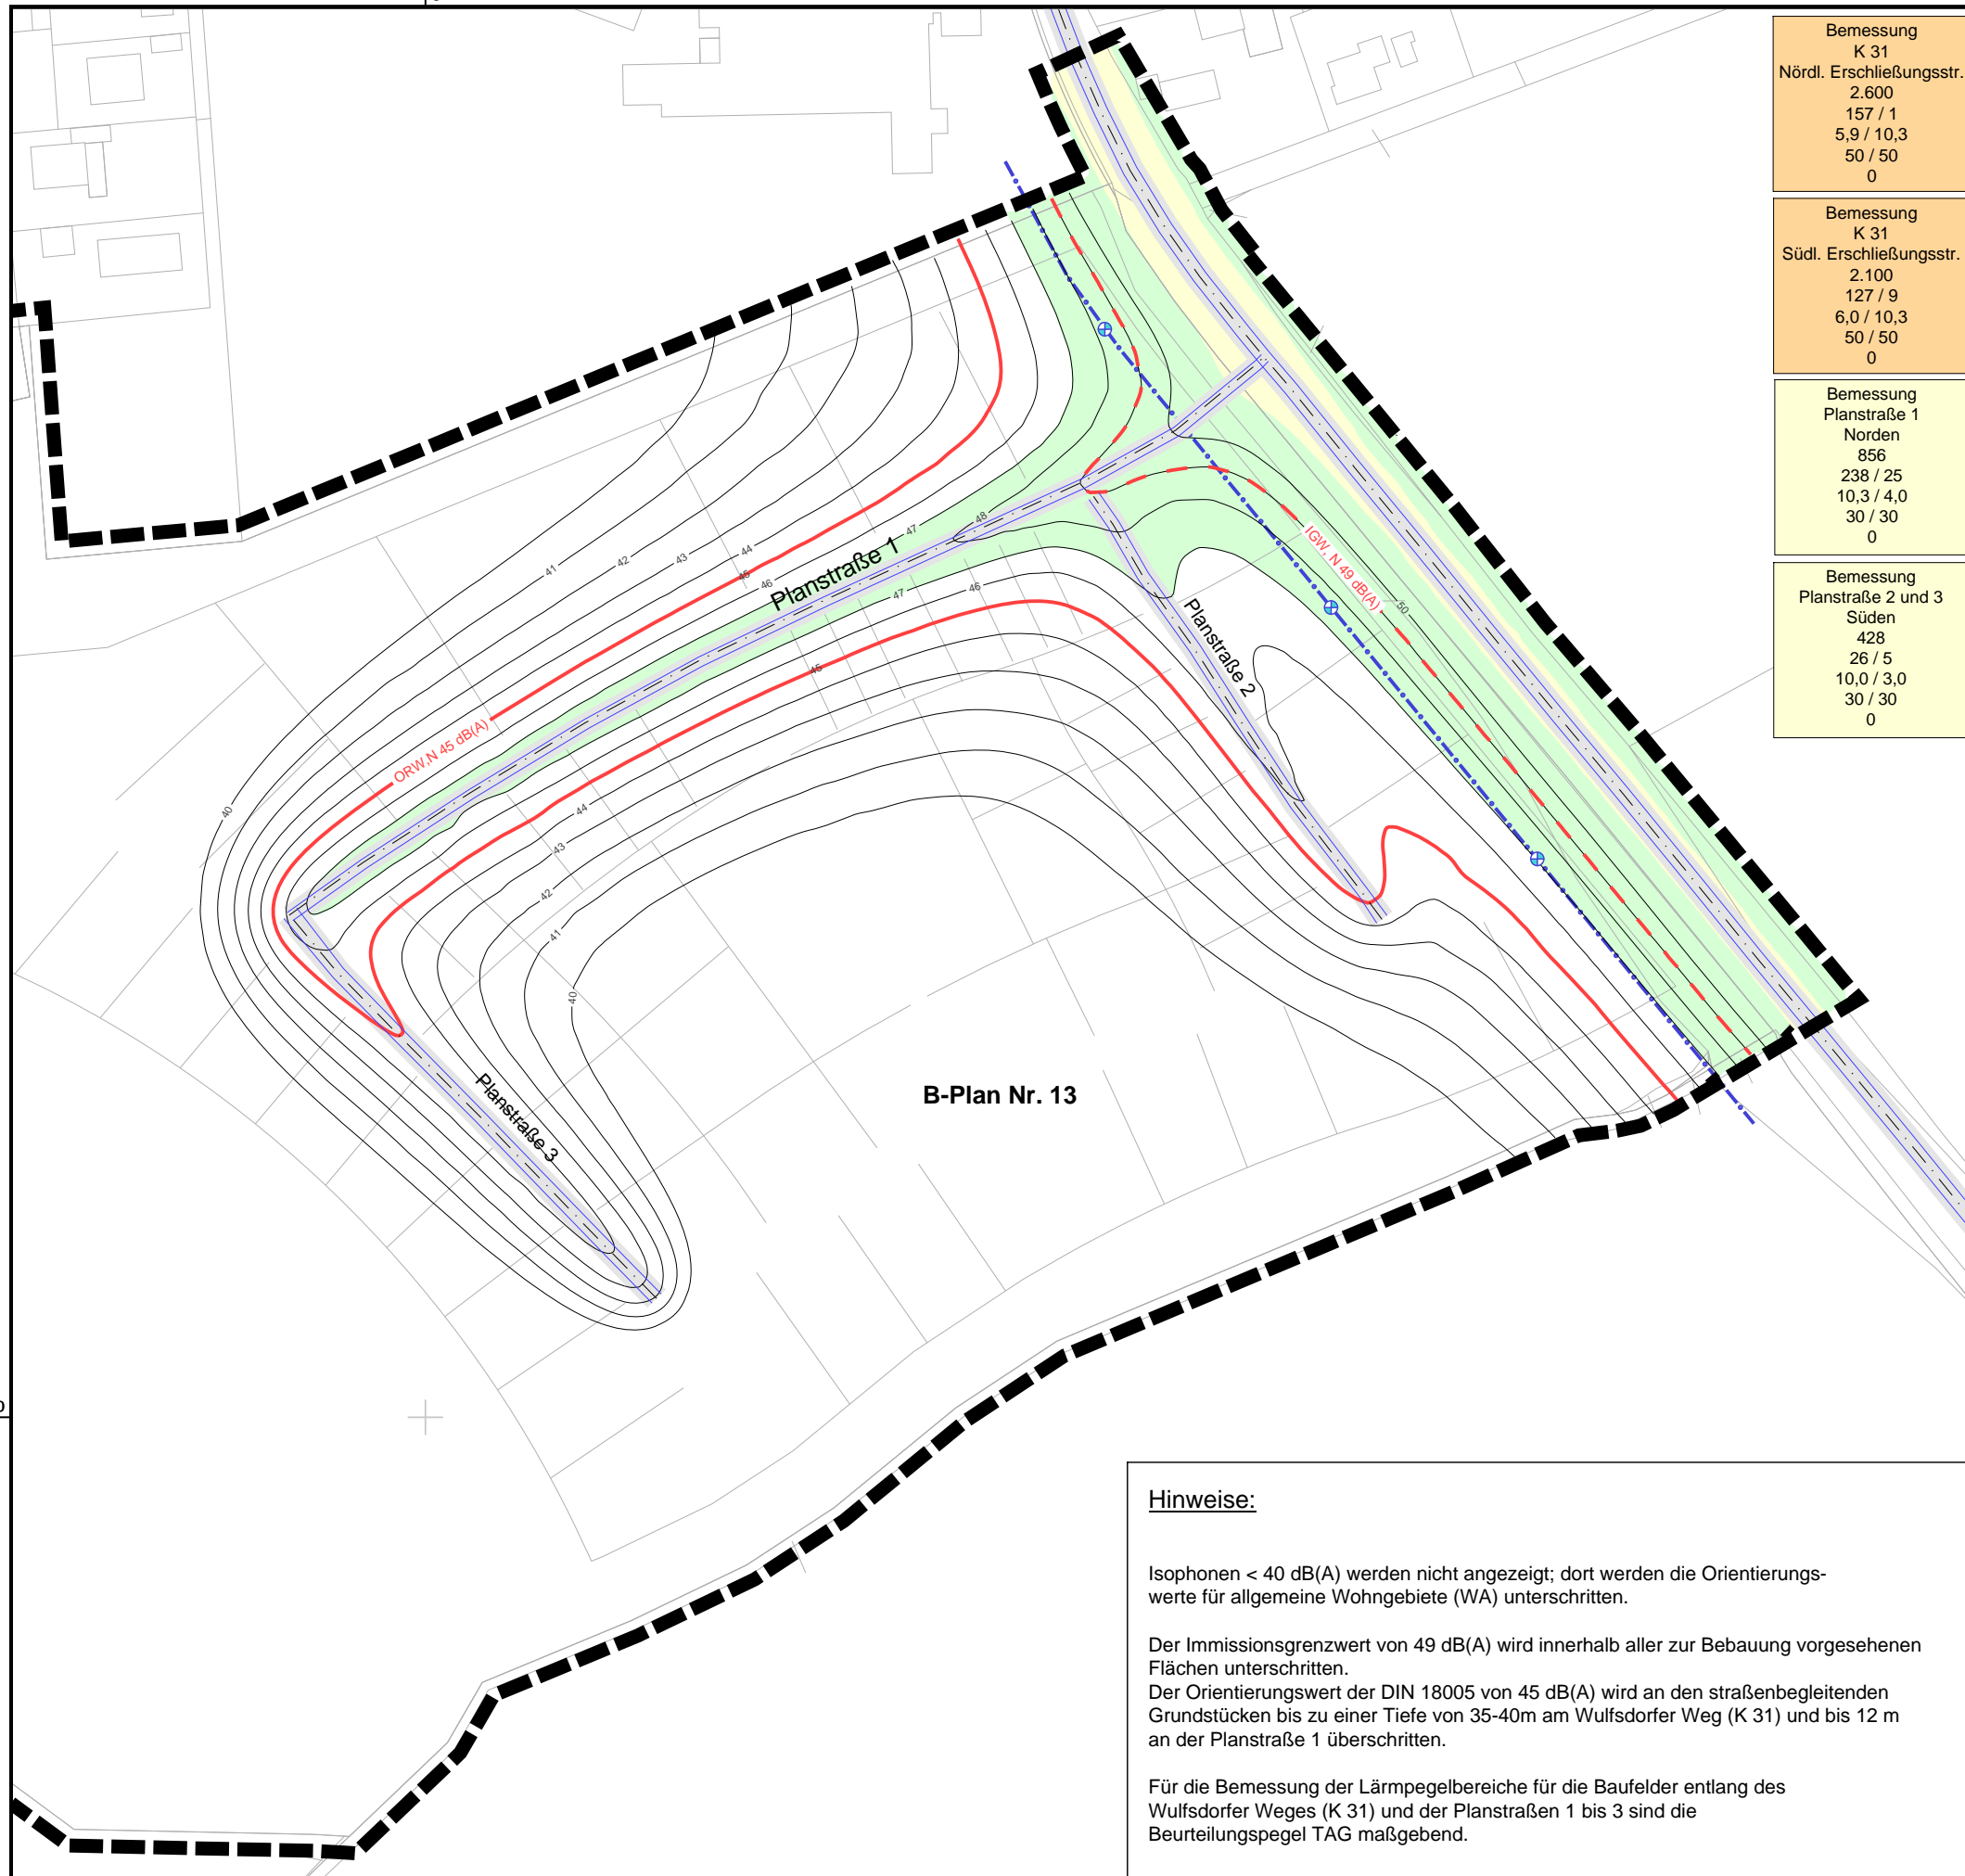 Bemessung
K 31
Nördl. Erschließungsstr.
2.600
157 / 1
5,9 / 10,3
50 / 50
0
Bemessung
K 31
Südl. Erschließungsstr.
2.100
127 / 9
6,0 / 10,3
50 / 50
0
Bemessung
Planstraße 1
Norden
856
238 / 25
10,3 / 4,0
30 / 30
0
Bemessung
Planstraße 2 und 3
Süden
428
26 / 5
10,0 / 3,0
30 / 30
0
41
42
43
44
45
46
47
48
Planstraße 1
47
46
45
IGW, N 49 dB(A)
50
Planstraße 2
ORW,N 45 dB(A)
40
44
43
42
41
40
Planstraße 3
B-Plan Nr. 13
Hinweise:
Isophonen < 40 dB(A) werden nicht angezeigt; dort werden die Orientierungs-
werte für allgemeine Wohngebiete (WA) unterschritten.
Der Immissionsgrenzwert von 49 dB(A) wird innerhalb aller zur Bebauung vorgesehenen
Flächen unterschritten.
Der Orientierungswert der DIN 18005 von 45 dB(A) wird an den straßenbegleitenden
Grundstücken bis zu einer Tiefe von 35-40m am Wulfsdorfer Weg (K 31) und bis 12 m
an der Planstraße 1 überschritten.
Für die Bemessung der Lärmpegelbereiche für die Baufelder entlang des
Wulfsdorfer Weges (K 31) und der Planstraßen 1 bis 3 sind die
Beurteilungspegel TAG maßgebend.